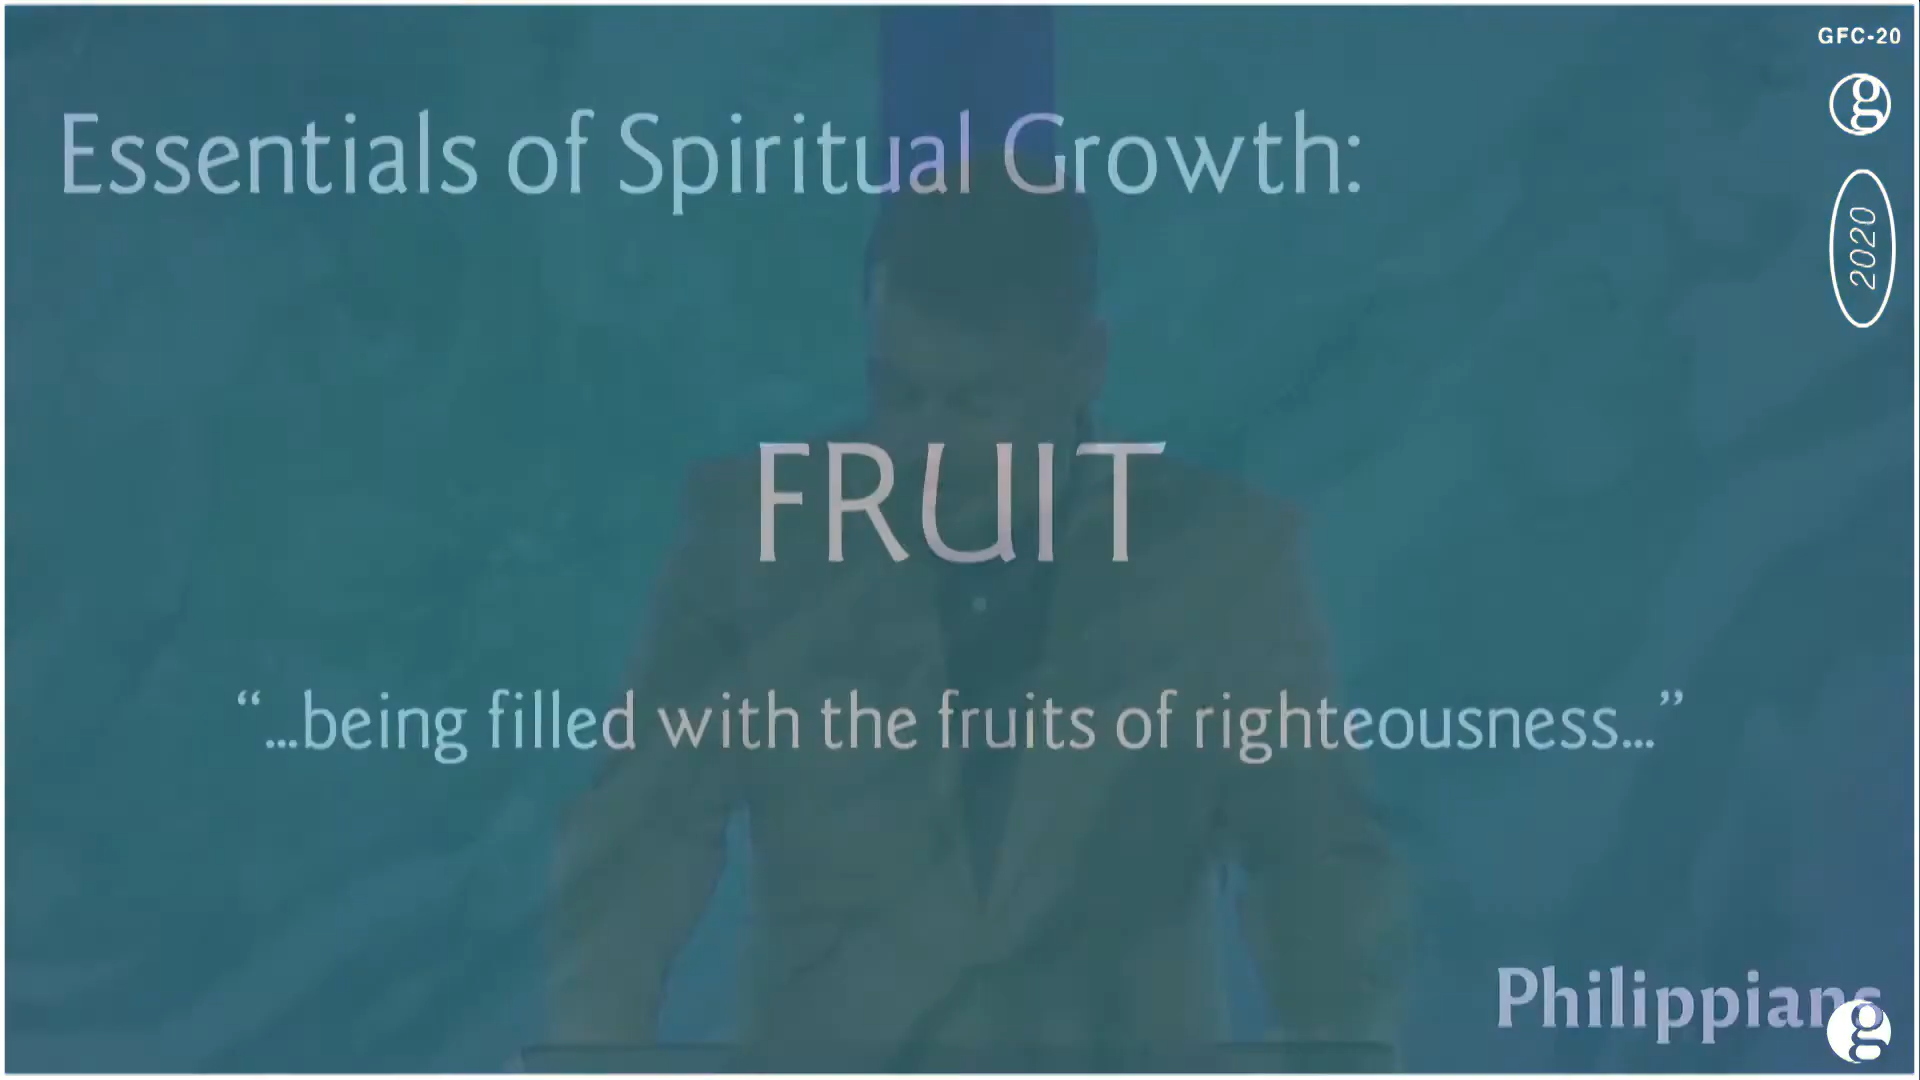 GFC-20
g
2020
Essentials of Spiritual Growth:
FRUIT
“...being filled with the fruits of righteousness...”
Philippians
g